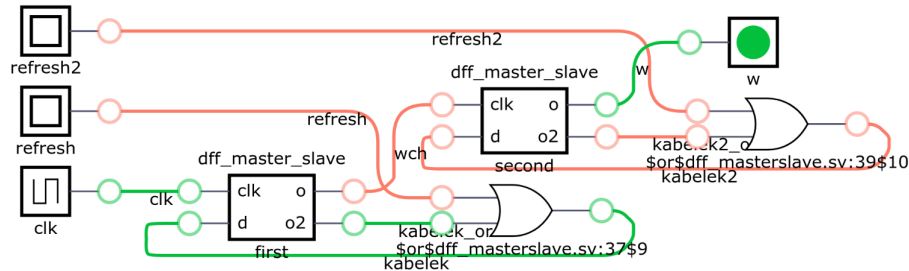 refresh2
refresh2
w
w
dff_master_slave
clk
o
d
o2
second
refresh
refresh
kabelek2_o
$or$dff_masterslave.sv:39$10
kabelek2
wch
dff_master_slave
clk
clk
clk
o
d
o2
first
kabelek_or
$or$dff_masterslave.sv:37$9
kabelek